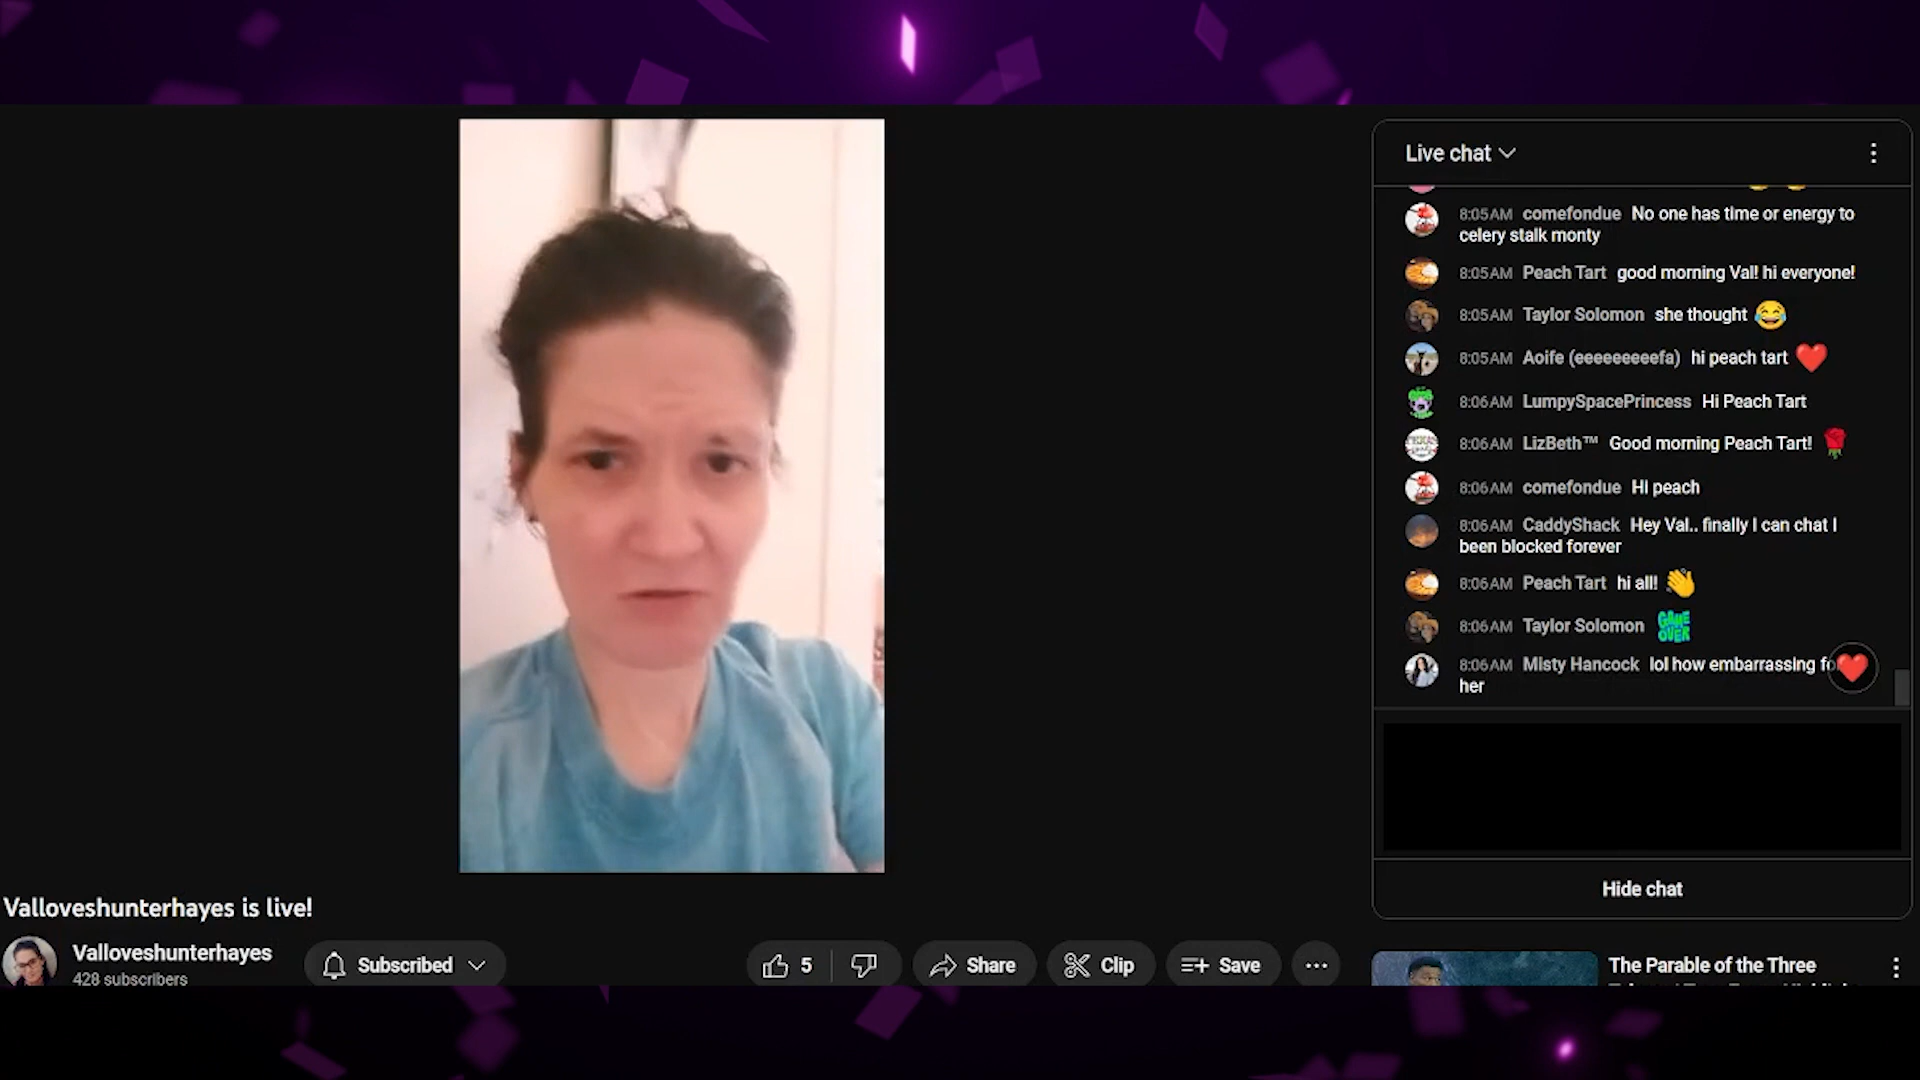 Live chat
8:05AM comefondue No one has time or energy to
celery stalk monty
8:05AM Peach Tart good morning Val! hi everyone!
8:05AM Taylor Solomon she thought
8:05AM Aoife (eeeeeeeeefa) hi peach tart
8:06AM LumpySpacePrincess Hi Peach Tart
8:06AM LizBeth™ Good morning Peach Tart!
8:06AM comefondue Hi peach
8:06AM CaddyShack Hey Val.. finally I can chat I
been blocked forever
8:06AM Peach Tart hi all!
8:06AM Taylor Solomon GAME
OVER
8:06AM Misty Hancock lol how embarrassing
her
Hide chat
Valloveshunterhayes is live!
Valloveshunterhayes
428 subscribers
Subscribed
5
Share
Clip
Save
The Parable of the Three